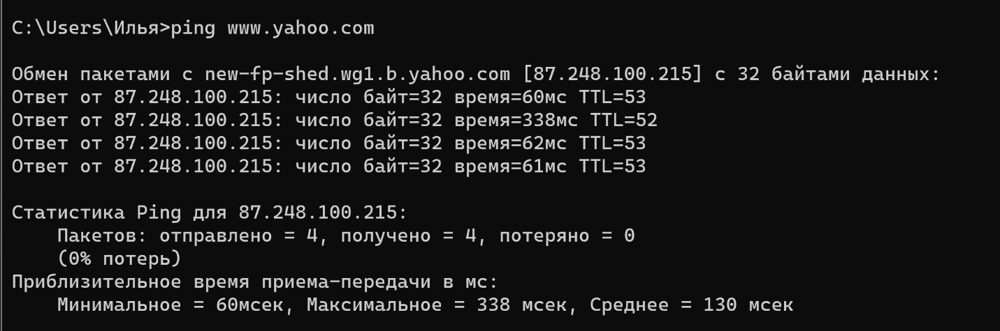 C:\Users\Илья>ping www.yahoo.com
Обмен пакетами с new-fp-shed.wg1.b.yahoo.com [87.248.100.215] с 32 байтами данных:
Ответ от 87.248.100.215: число байт=32 время=60мс TTL=53
Ответ от 87.248.100.215: число байт=32 время=338мс TTL=52
Ответ от 87.248.100.215: число байт=32 время=62мс TTL=53
Ответ от 87.248.100.215: число байт=32 время=61мс TTL=53
Статистика Ping для 87.248.100.215:
Пакетов: отправлено = 4, получено = 4, потеряно = 0
(0% потерь)
Приблизительное время приема-передачи в мс:
Минимальное = 60мсек, Максимальное = 338 мсек, Среднее = 130 мсек